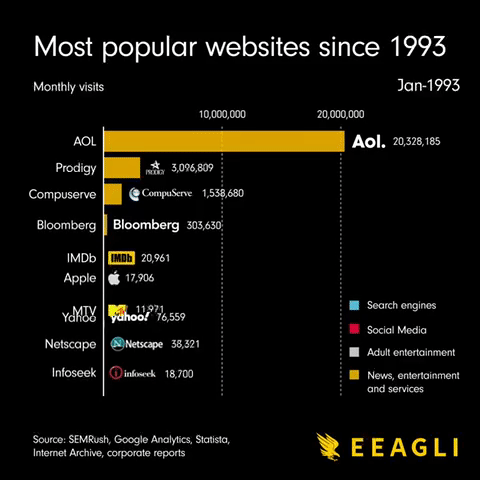 Most popular websites since 1993
Monthly visits
Jan-1993
10,000,000 20,000,000
AOL Aol. 20,328,185
Prodigy PRODIGY 3,096,809
Compuserve CompuServe 1,538,680
Bloomberg Bloomberg 303,630
IMDb IMDb 20,961
Apple 17,906
MTV 11,971
Yahoo yahoo! 76,559
Netscape N Netscape 38,321
Infoseek i infoseek 18,700
Search engines
Social Media
Adult entertainment
News, entertainment
and services
Source: SEMRush, Google Analytics, Statista,
Internet Archive, corporate reports
EEAGLI